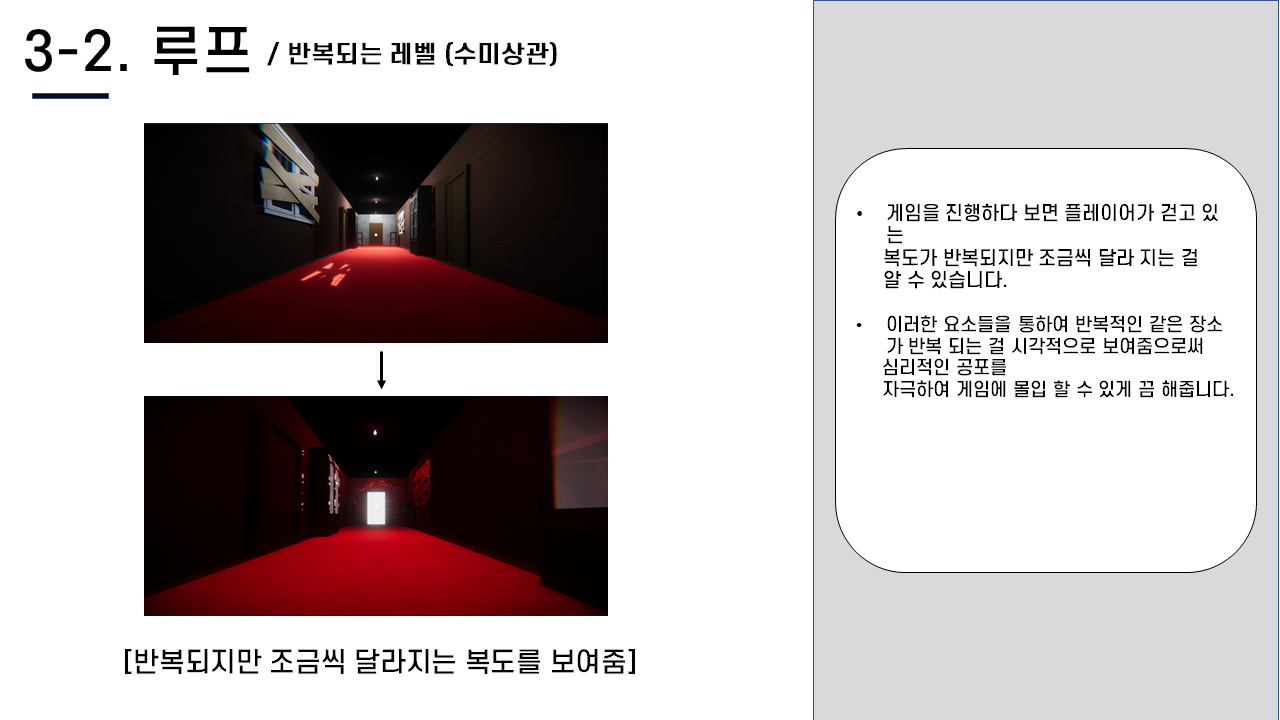 3-2. 루프 / 반복되는 레벨 (수미상관)
[반복되지만 조금씩 달라지는 복도를 보여줌]
• 게임을 진행하다 보면 플레이어가 걷고 있
는
복도가 반복되지만 조금씩 달라 지는 걸
알 수 있습니다.
• 이러한 요소들을 통하여 반복적인 같은 장소
가 반복 되는 걸 시각적으로 보여줌으로써
심리적인 공포를
자극하여 게임에 몰입 할 수 있게 끔 해줍니다.